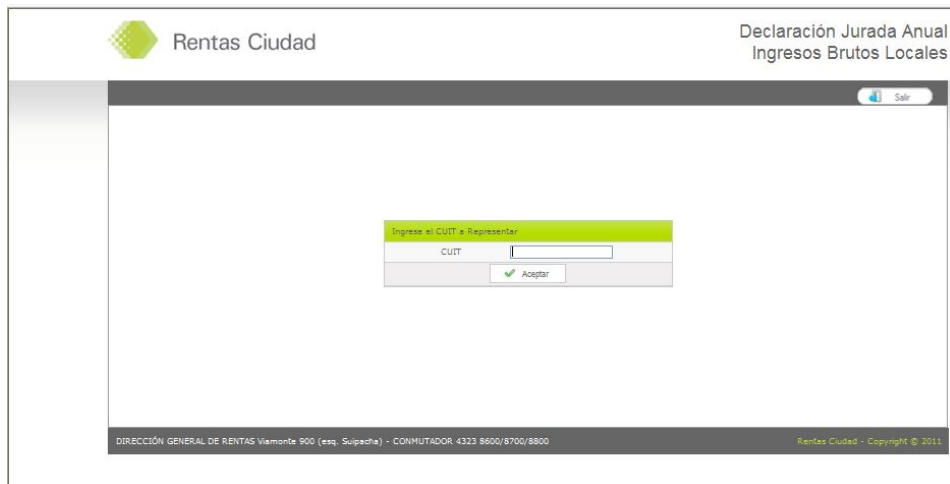 Rentas Ciudad
Declaración Jurada Anual
Ingresos Brutos Locales
Salir
Ingrese el CUIT a Representar
CUIT
Aceptar
DIRECCIÓN GENERAL DE RENTAS Viamonte 900 (esq. Suipacha) - CONMUTADOR 4323 8600/8700/8800
Rentas Ciudad - Copyright © 2011